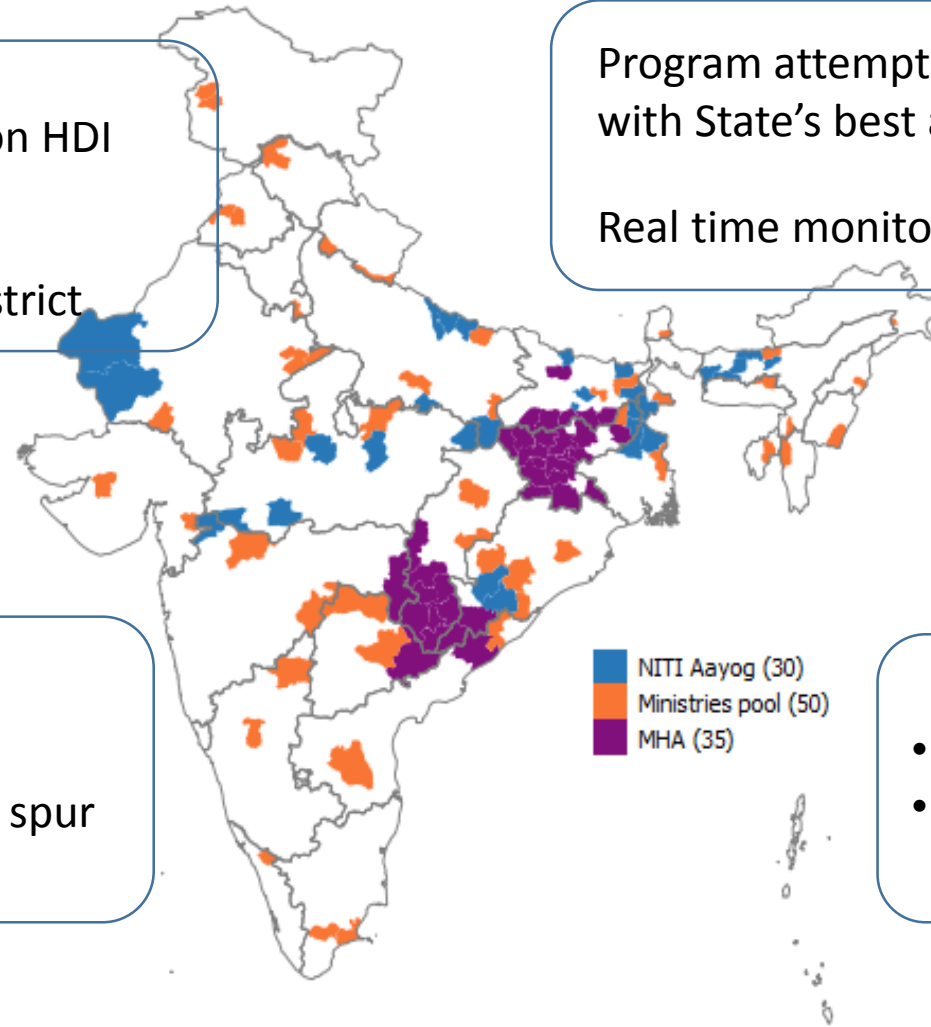 on HDI
strict
Program attempt
with State's best a
Real time monito
NITI Aayog (30)
Ministries pool (50)
MHA (35)
spur
•
•